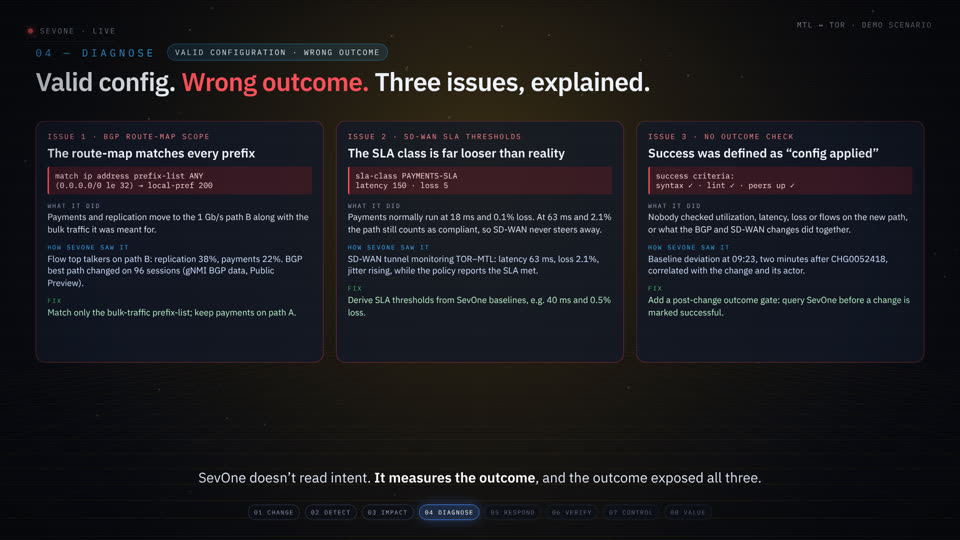 SEVONE · LIVE
MTL ↔ TOR · DEMO SCENARIO
04 — DIAGNOSE
VALID CONFIGURATION · WRONG OUTCOME
Valid config. Wrong outcome. Three issues, explained.
ISSUE 1 · BGP ROUTE-MAP SCOPE
The route-map matches every prefix
match ip address prefix-list ANY
(0.0.0.0/0 le 32) → local-pref 200
WHAT IT DID
Payments and replication move to the 1 Gb/s path B along with the
bulk traffic it was meant for.
HOW SEVONE SAW IT
Flow top talkers on path B: replication 38%, payments 22%. BGP
best path changed on 96 sessions (gNMI BGP data, Public
Preview).
FIX
Match only the bulk-traffic prefix-list; keep payments on path A.
ISSUE 2 · SD-WAN SLA THRESHOLDS
The SLA class is far looser than reality
sla-class PAYMENTS-SLA
latency 150 · loss 5
WHAT IT DID
Payments normally run at 18 ms and 0.1% loss. At 63 ms and 2.1%
the path still counts as compliant, so SD-WAN never steers away.
HOW SEVONE SAW IT
SD-WAN tunnel monitoring TOR–MTL: latency 63 ms, loss 2.1%,
jitter rising, while the policy reports the SLA met.
FIX
Derive SLA thresholds from SevOne baselines, e.g. 40 ms and 0.5%
loss.
ISSUE 3 · NO OUTCOME CHECK
Success was defined as “config applied”
success criteria:
syntax ✓ · lint ✓ · peers up ✓
WHAT IT DID
Nobody checked utilization, latency, loss or flows on the new path,
or what the BGP and SD-WAN changes did together.
HOW SEVONE SAW IT
Baseline deviation at 09:23, two minutes after CHG0052418,
correlated with the change and its actor.
FIX
Add a post-change outcome gate: query SevOne before a change is
marked successful.
SevOne doesn’t read intent. It measures the outcome, and the outcome exposed all three.
01 CHANGE
02 DETECT
03 IMPACT
04 DIAGNOSE
05 RESPOND
06 VERIFY
07 CONTROL
08 VALUE